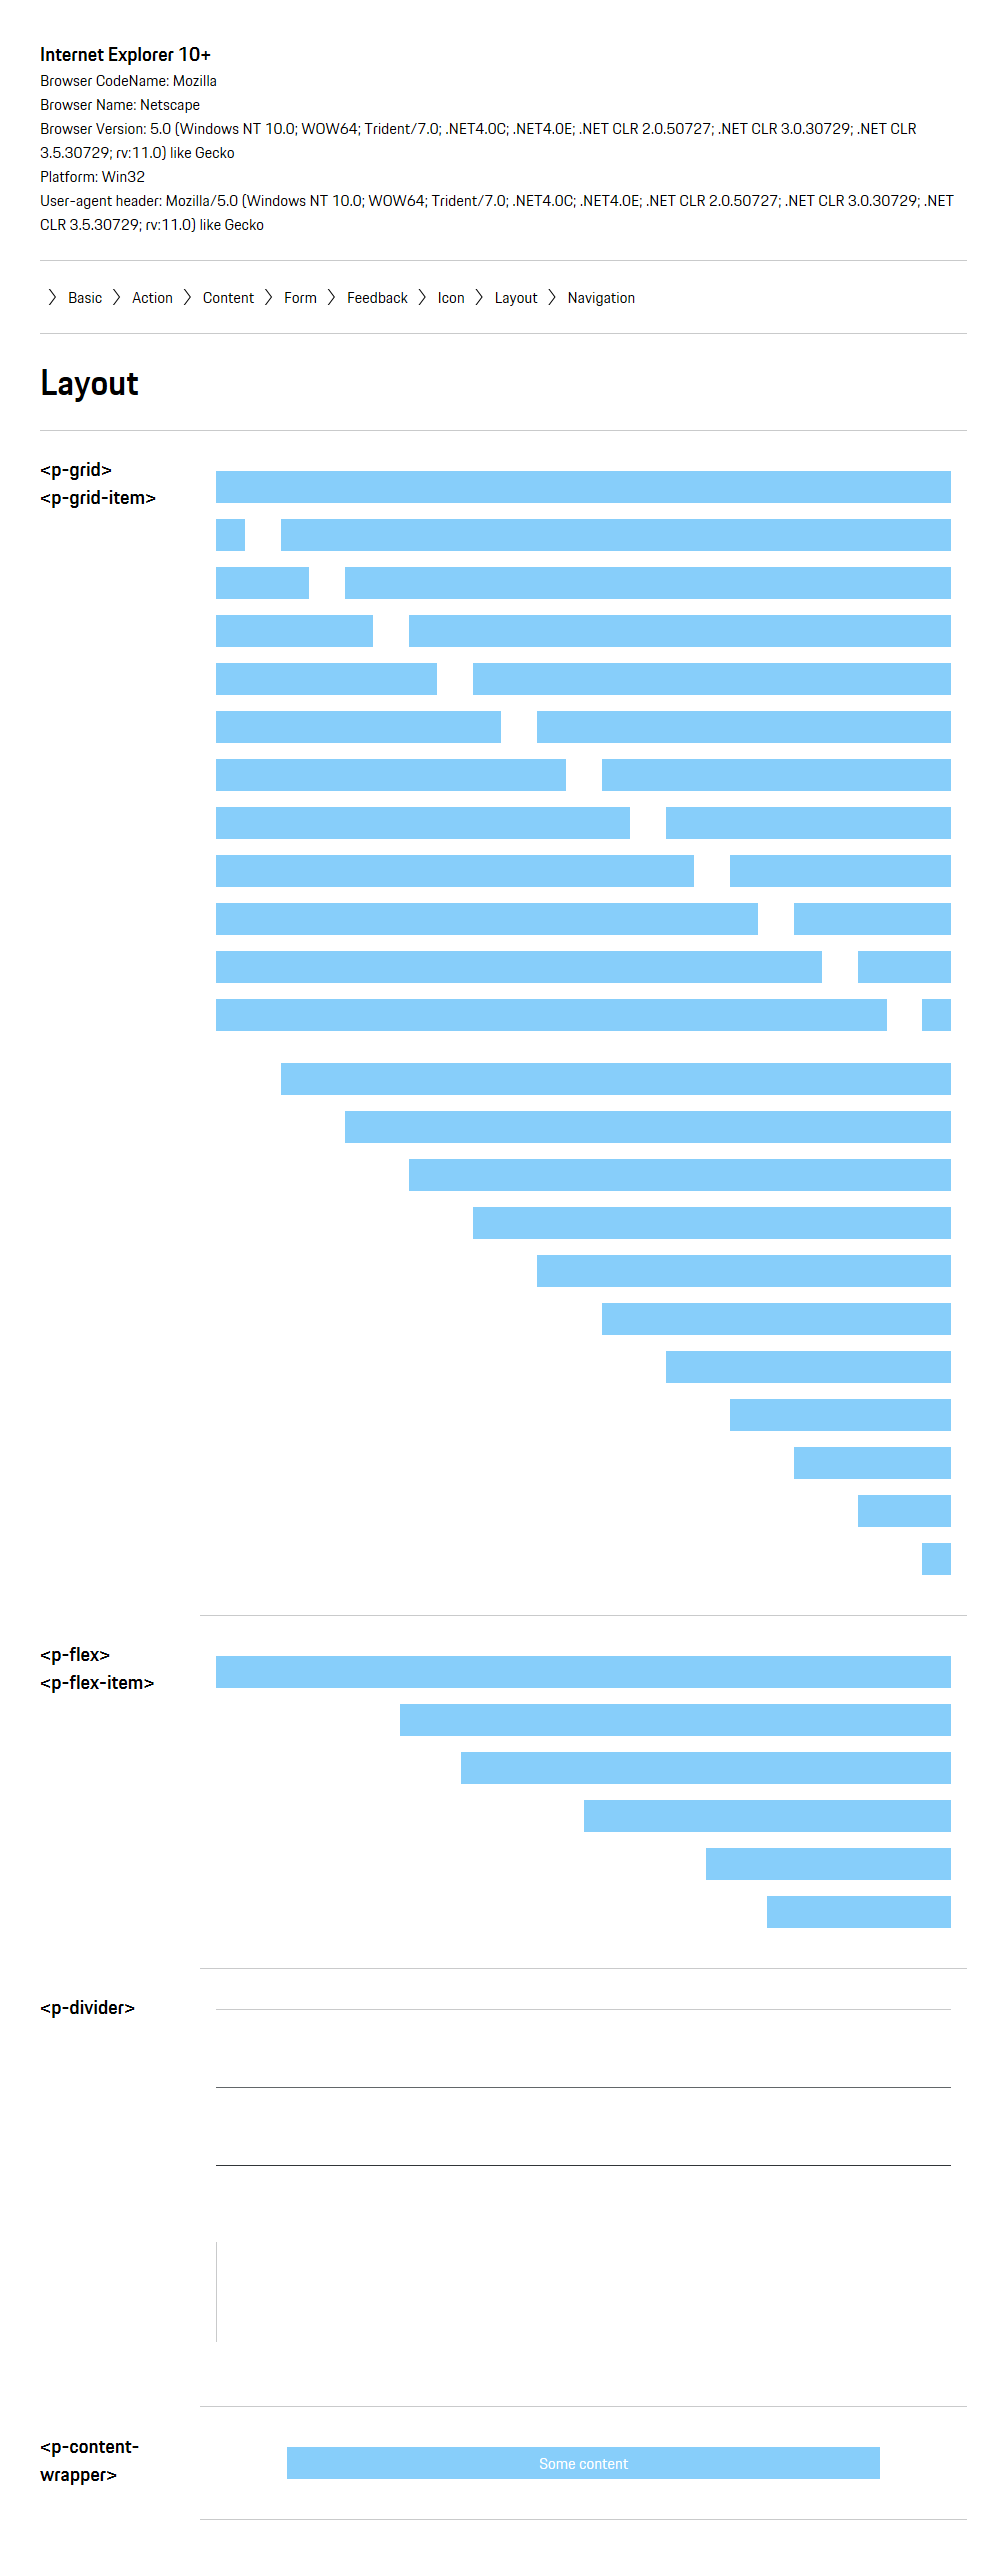 Internet Explorer 10+
Browser CodeName: Mozilla
Browser Name: Netscape
Browser Version: 5.0 (Windows NT 10.0; WOW64; Trident/7.0; .NET4.0C; .NET4.0E; .NET CLR 2.0.50727; .NET CLR 3.0.30729; .NET CLR
3.5.30729; rv:11.0) like Gecko
Platform: Win32
User-agent header: Mozilla/5.0 (Windows NT 10.0; WOW64; Trident/7.0; .NET4.0C; .NET4.0E; .NET CLR 2.0.50727; .NET CLR 3.0.30729; .NET
CLR 3.5.30729; rv:11.0) like Gecko
Basic Action Content Form Feedback Icon Layout Navigation
Layout
<p-grid>
<p-grid-item>
<p-flex>
<p-flex-item>
<p-divider>
<p-content-
wrapper>
Some content